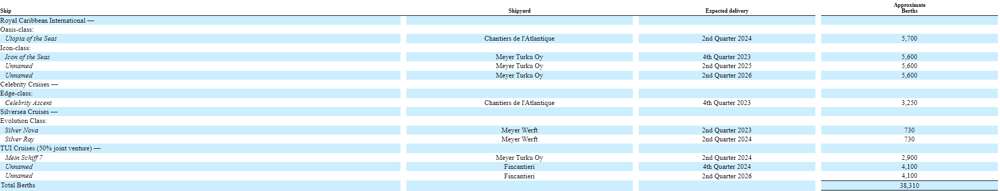 Ship Shipyard Expected delivery Approximate Berths
Royal Caribbean International —
Oasis-class:
Utopia of the Seas Chantiers de l'Atlantique 2nd Quarter 2024 5,700
Icon-class:
Icon of the Seas Meyer Turku Oy 4th Quarter 2023 5,600
Unnamed Meyer Turku Oy 2nd Quarter 2025 5,600
Unnamed Meyer Turku Oy 2nd Quarter 2026 5,600
Celebrity Cruises —
Edge-class:
Celebrity Ascent Chantiers de l'Atlantique 4th Quarter 2023 3,250
Silversea Cruises —
Evolution Class:
Silver Nova Meyer Werft 2nd Quarter 2023 730
Silver Ray Meyer Werft 2nd Quarter 2024 730
TUI Cruises (50% joint venture) —
Mein Schiff 7 Meyer Turku Oy 2nd Quarter 2024 2,900
Unnamed Fincantieri 4th Quarter 2024 4,100
Unnamed Fincantieri 2nd Quarter 2026 4,100
Total Berths 38,310